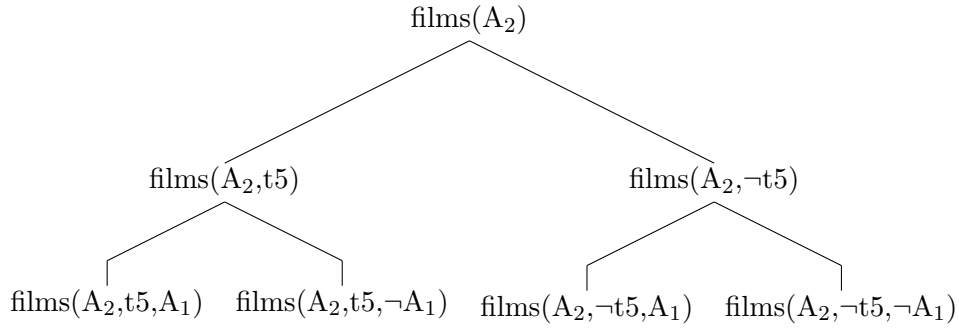 films(A₂)
films(A₂,t5)
films(A₂,¬t5)
films(A₂,t5,A₁)
films(A₂,t5,¬A₁)
films(A₂,¬t5,A₁)
films(A₂,¬t5,¬A₁)